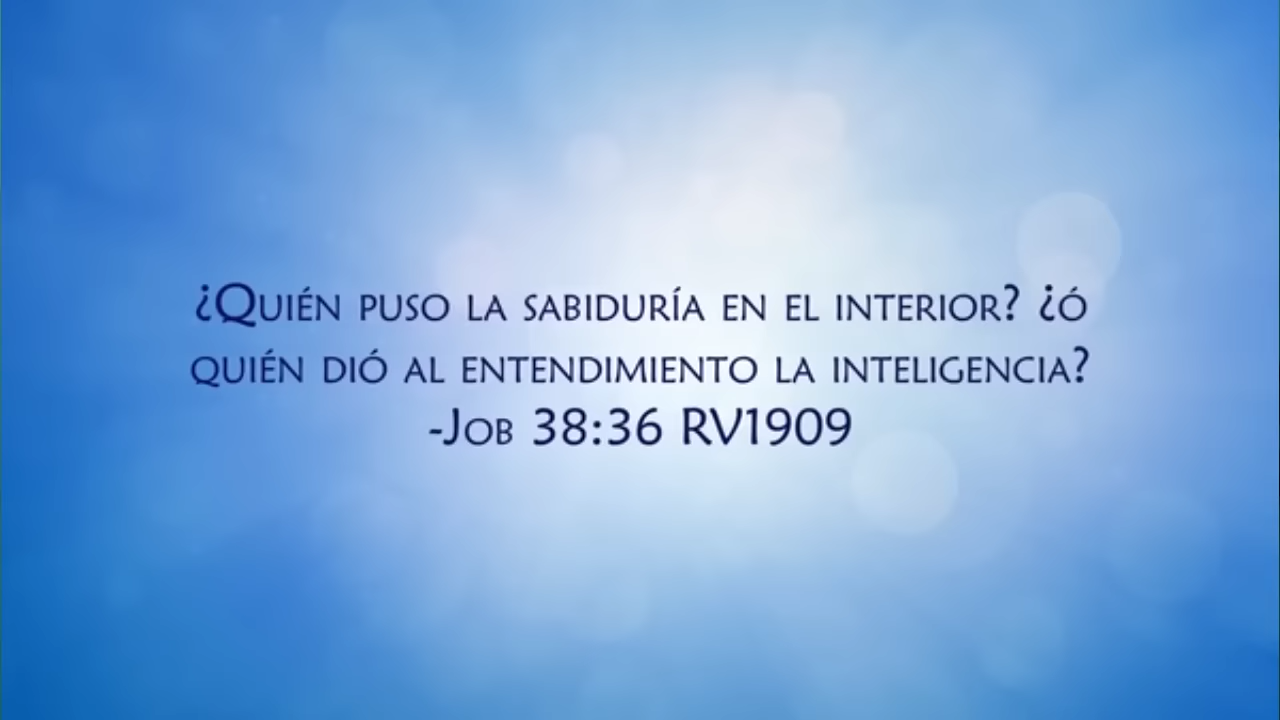 ¿Quién puso la sabiduría en el interior? ¿ó
quién dió al entendimiento la inteligencia?
-Job 38:36 RV1909